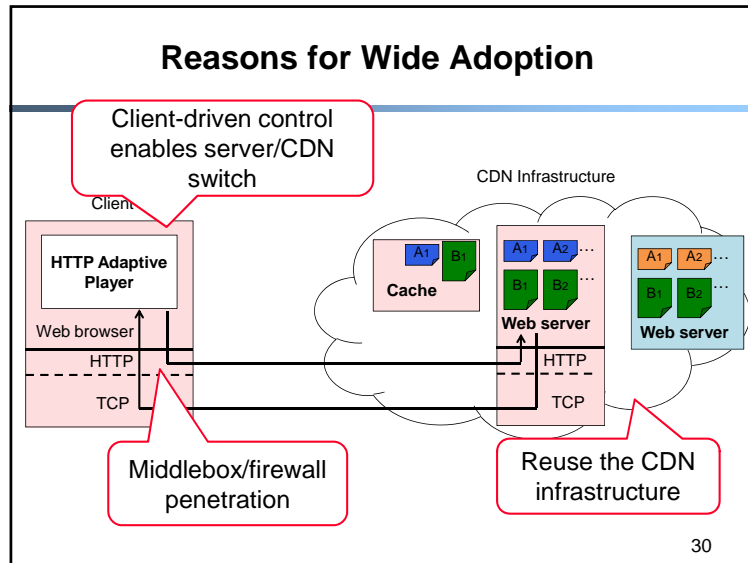 Reasons for Wide Adoption
Client-driven control
enables server/CDN
switch
Client
CDN Infrastructure
HTTP Adaptive
Player
Web browser
HTTP
TCP
A1
B1
Cache
A1 A2 ...
B1 B2 ...
Web server
HTTP
TCP
A1 A2 ...
B1 B2 ...
Web server
Middlebox/firewall
penetration
Reuse the CDN
infrastructure
30